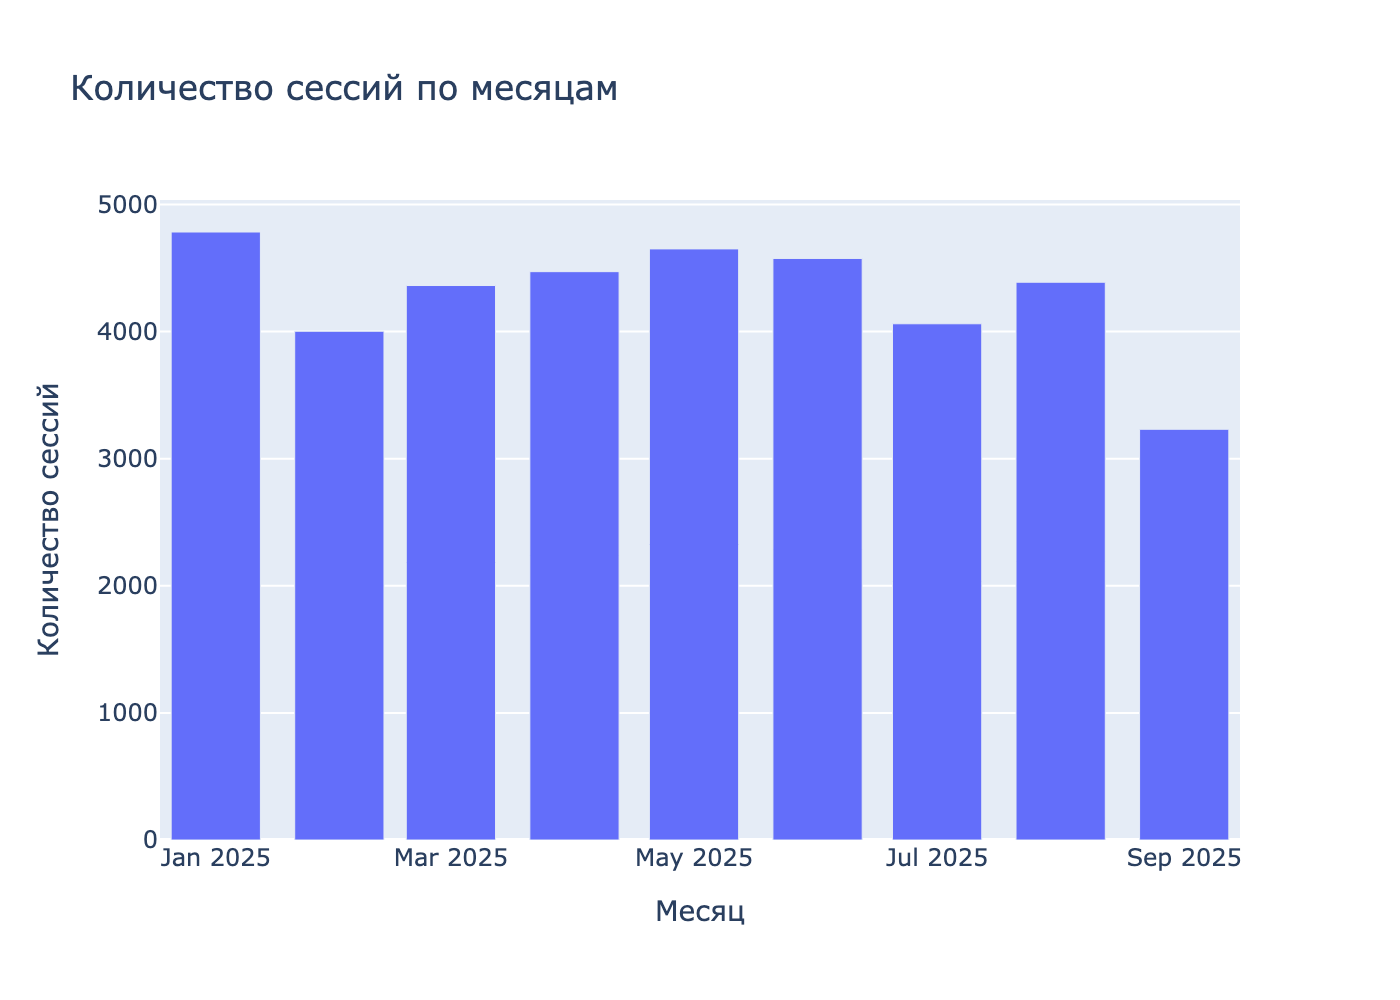 Количество сессий по месяцам
Количество сессий
5000
4000
3000
2000
1000
0
Jan 2025
Mar 2025
May 2025
Jul 2025
Sep 2025
Месяц